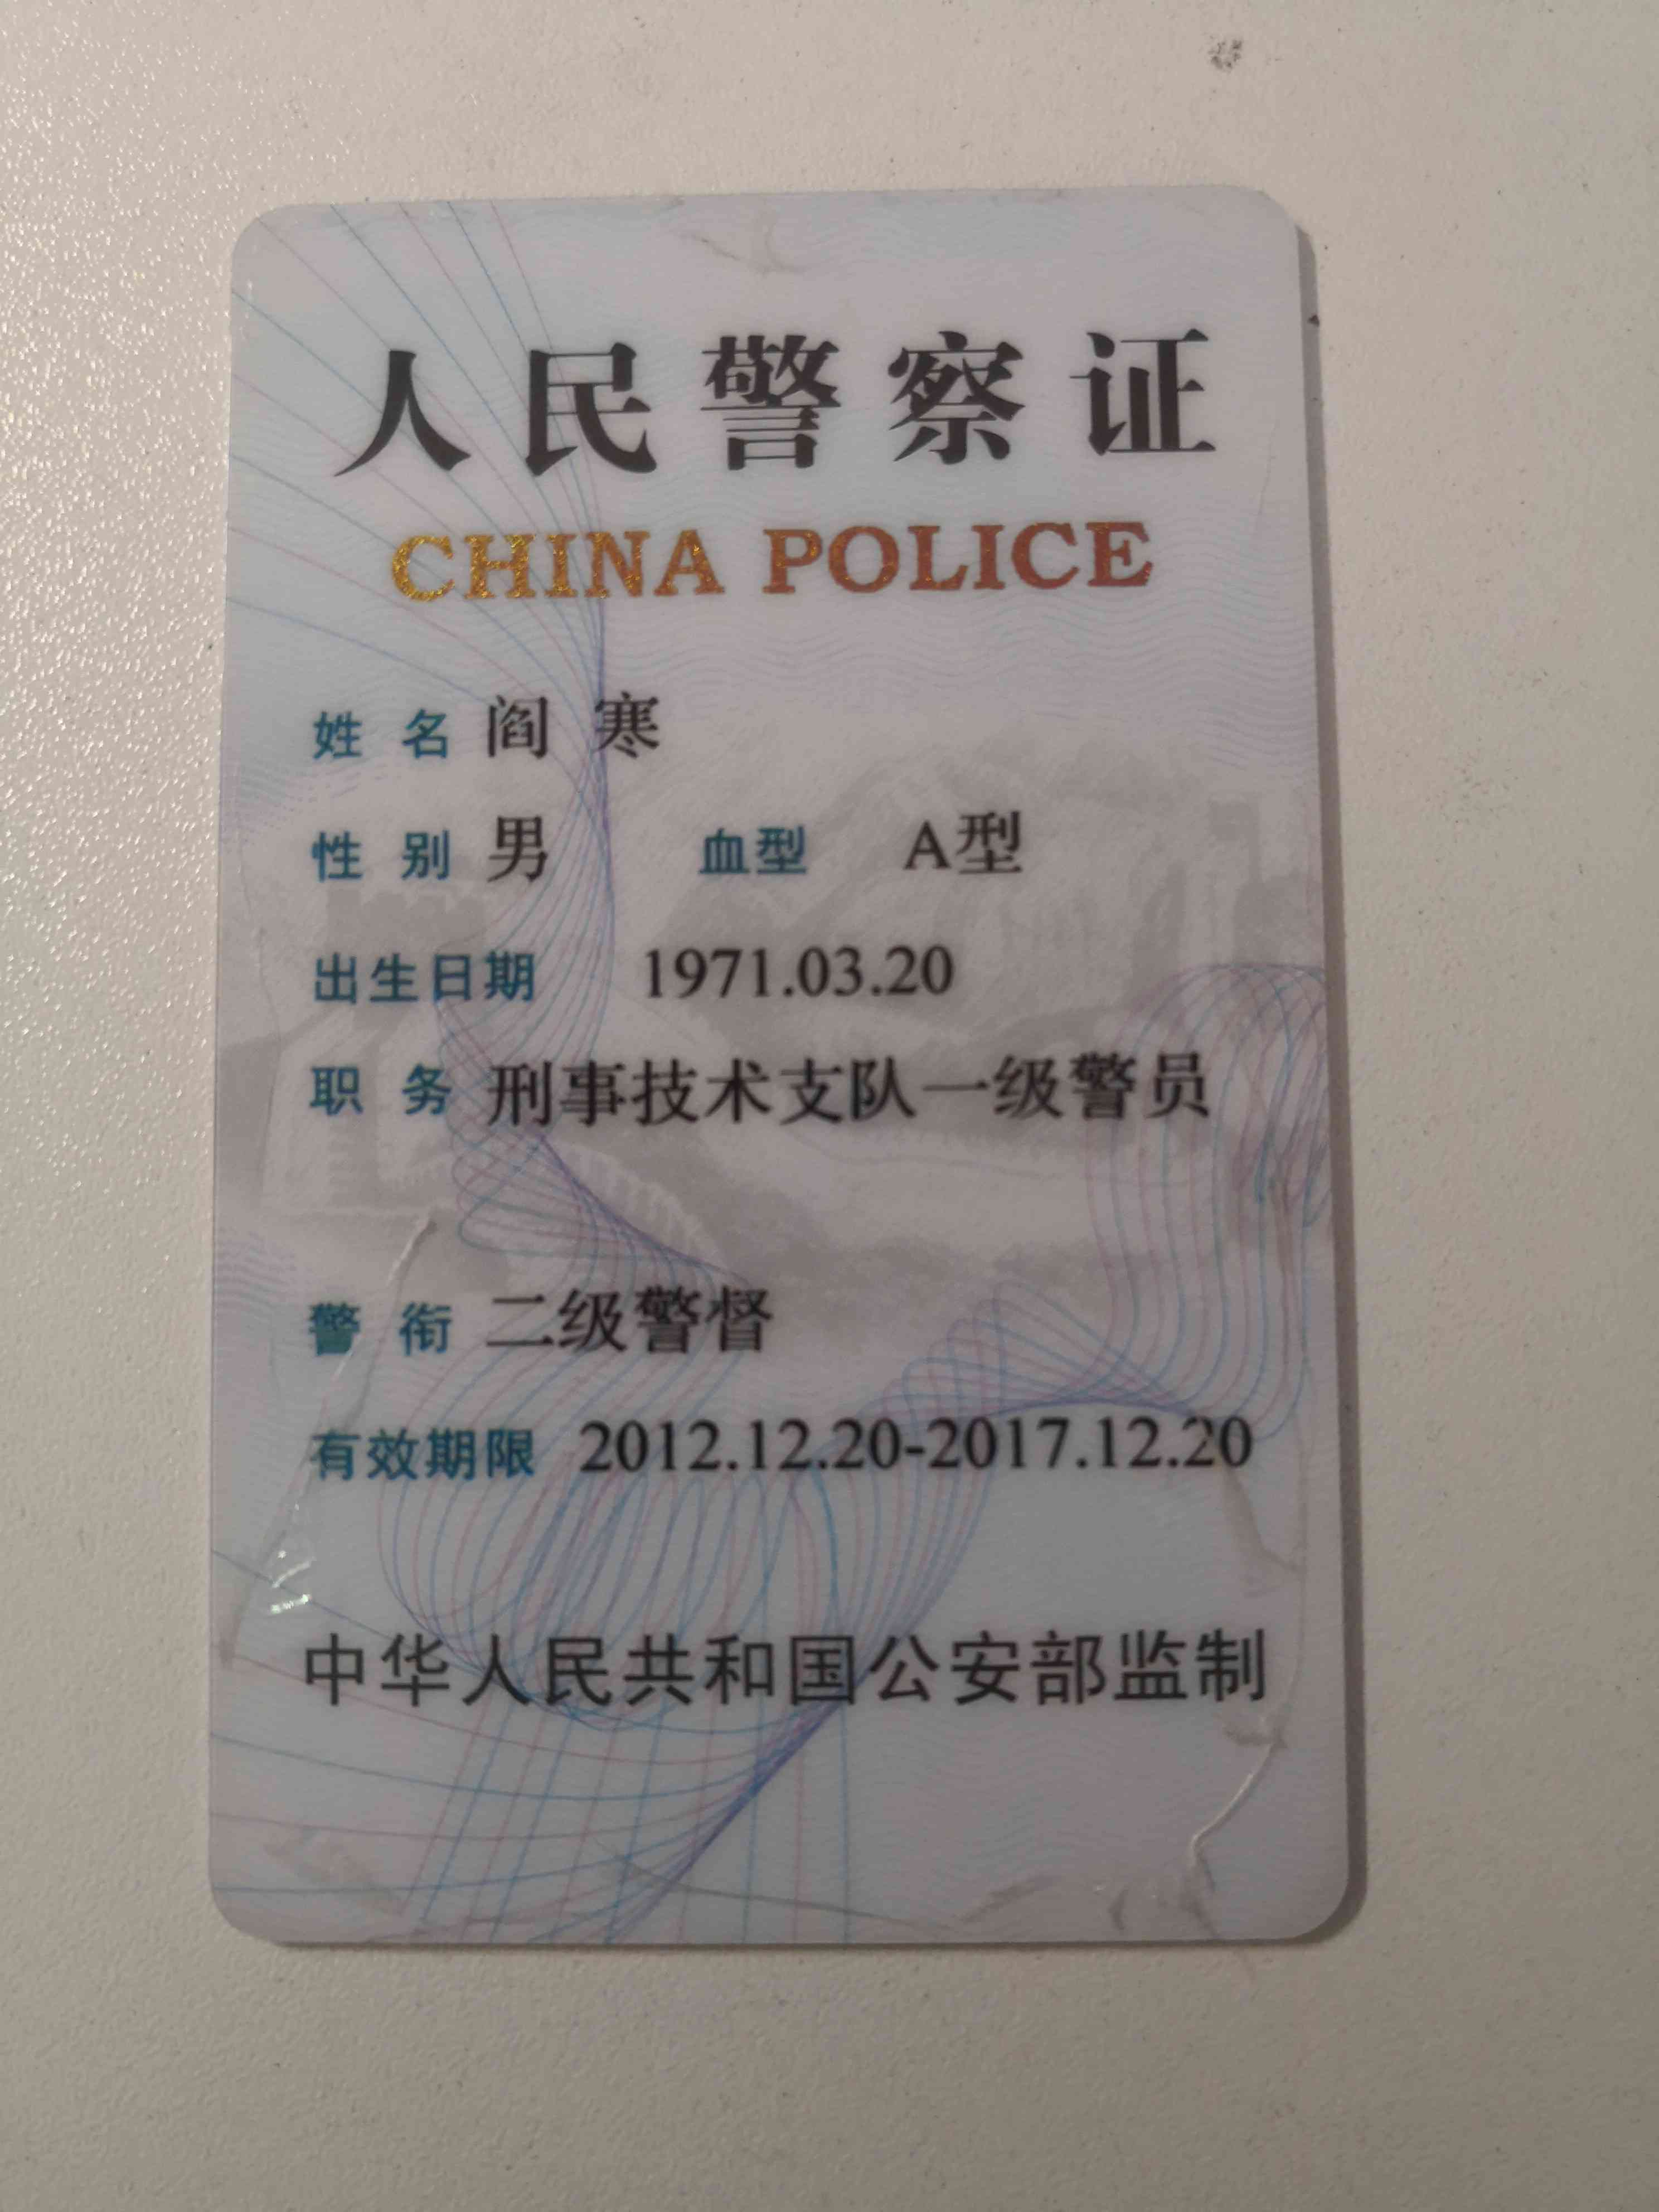 人民警察证
CHINA POLICE
姓名 阎寒
性别 男 血型 A型
出生日期 1971.03.20
职务 刑事技术支队一级警员
警衔 二级警督
有效期限 2012.12.20-2017.12.20
中华人民共和国公安部监制